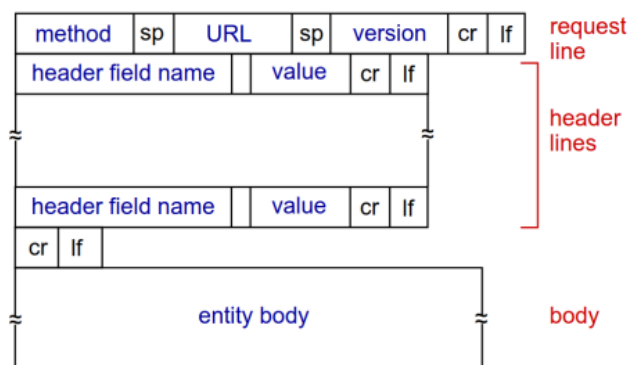 method sp URL sp version cr lf request line
header field name value cr lf
header lines
header field name value cr lf
cr lf
entity body body